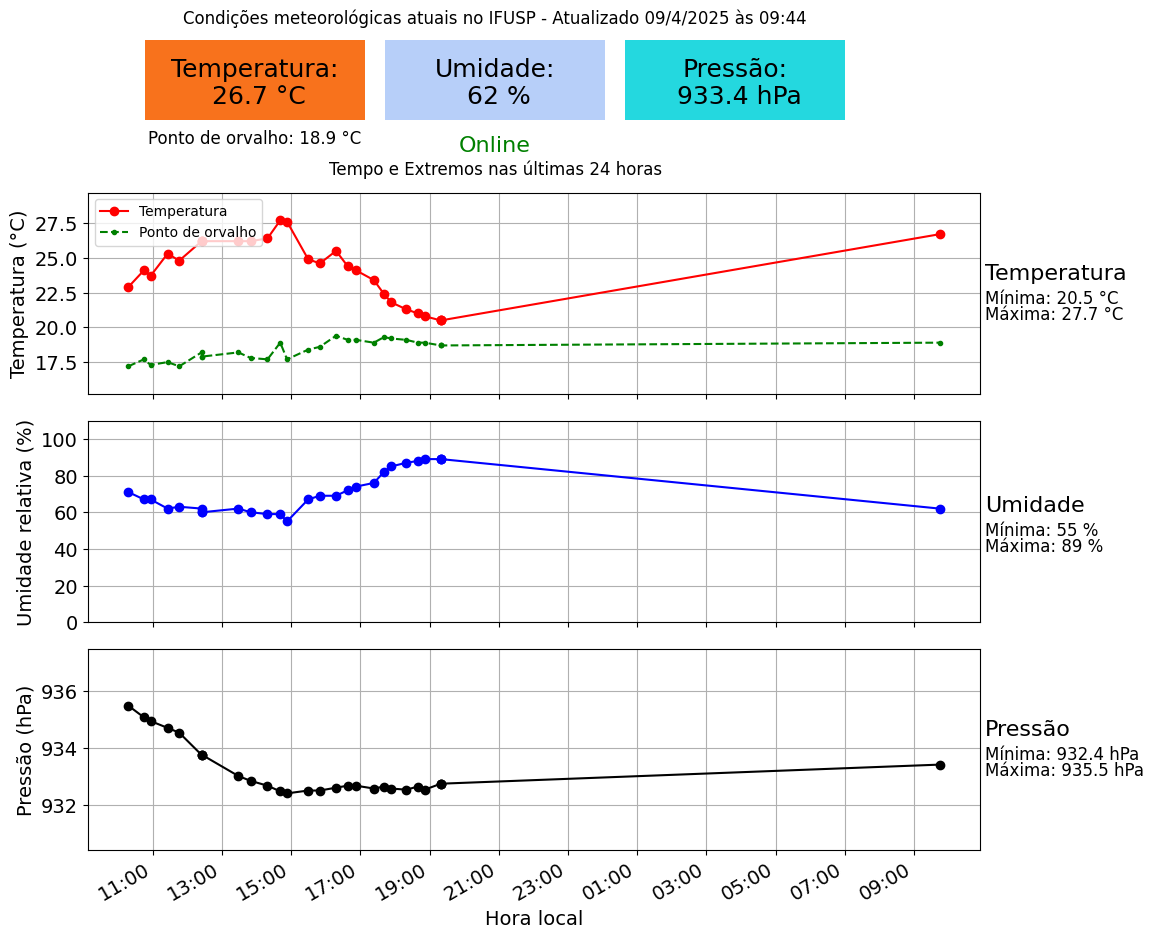 Condições meteorológicas atuais no IFUSP - Atualizado 09/4/2025 às 09:44
Temperatura:
26.7 °C
Umidade:
62 %
Pressão:
933.4 hPa
Ponto de orvalho: 18.9 °C
Online
Tempo e Extremos nas últimas 24 horas
Temperatura (°C)
27.5
25.0
22.5
20.0
17.5
Temperatura
Ponto de orvalho
Temperatura
Mínima: 20.5 °C
Máxima: 27.7 °C
Umidade relativa (%)
100
80
60
40
20
0
Umidade
Mínima: 55 %
Máxima: 89 %
Pressão (hPa)
936
934
932
Pressão
Mínima: 932.4 hPa
Máxima: 935.5 hPa
11:00 13:00 15:00 17:00 19:00 21:00 23:00 01:00 03:00 05:00 07:00 09:00
Hora local